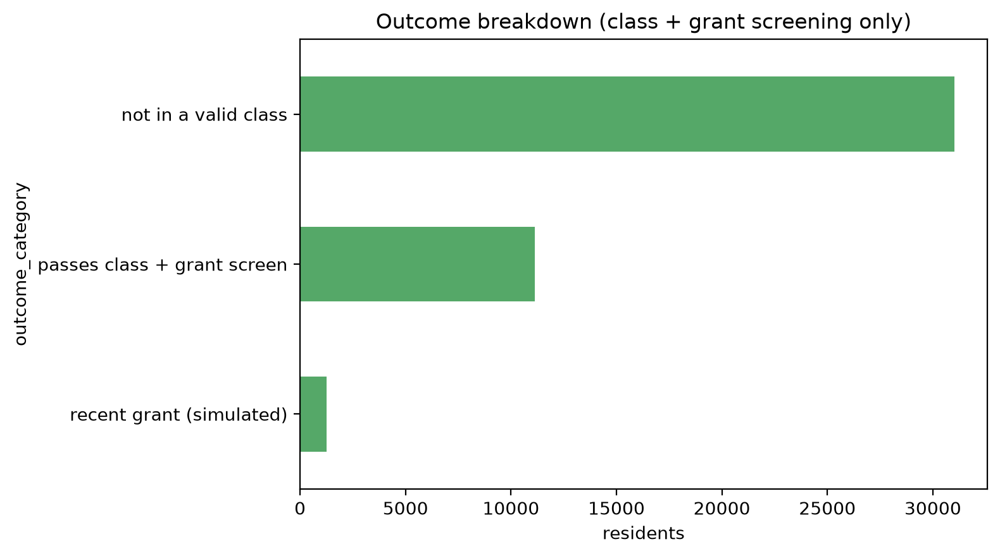 Outcome breakdown (class + grant screening only)
outcome_category
not in a valid class
passes class + grant screen
recent grant (simulated)
0 5000 10000 15000 20000 25000 30000
residents